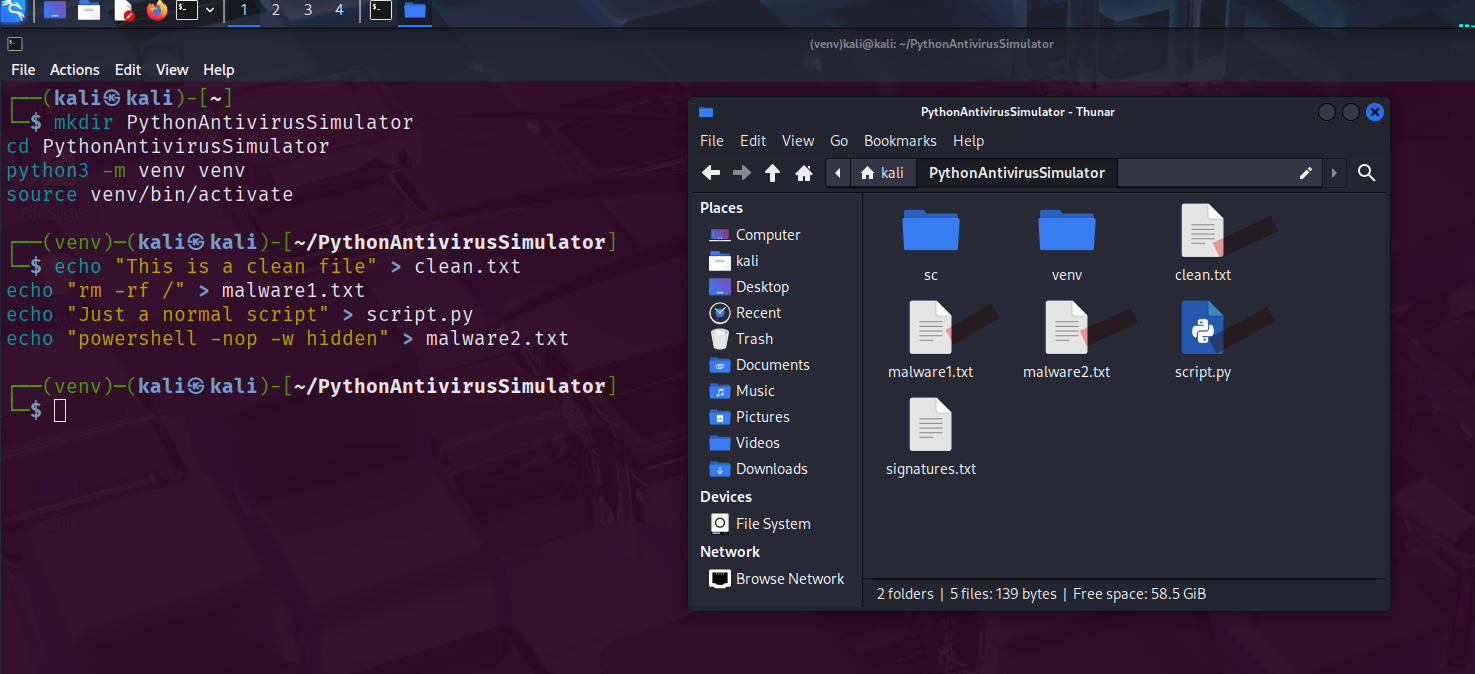 1 2 3 4
(venv)kali@kali: ~/PythonAntivirusSimulator
File Actions Edit View Help
┌──(kali㉿kali)-[~]
└─$ mkdir PythonAntivirusSimulator
cd PythonAntivirusSimulator
python3 -m venv venv
source venv/bin/activate
┌──(venv)─(kali㉿kali)-[~/PythonAntivirusSimulator]
└─$ echo "This is a clean file" > clean.txt
echo "rm -rf /" > malware1.txt
echo "Just a normal script" > script.py
echo "powershell -nop -w hidden" > malware2.txt
┌──(venv)─(kali㉿kali)-[~/PythonAntivirusSimulator]
└─$
PythonAntivirusSimulator - Thunar
File Edit View Go Bookmarks Help
kali PythonAntivirusSimulator
Places
Computer
kali
Desktop
Recent
Trash
Documents
Music
Pictures
Videos
Downloads
Devices
File System
Network
Browse Network
sc venv clean.txt
malware1.txt malware2.txt script.py
signatures.txt
2 folders | 5 files: 139 bytes | Free space: 58.5 GiB